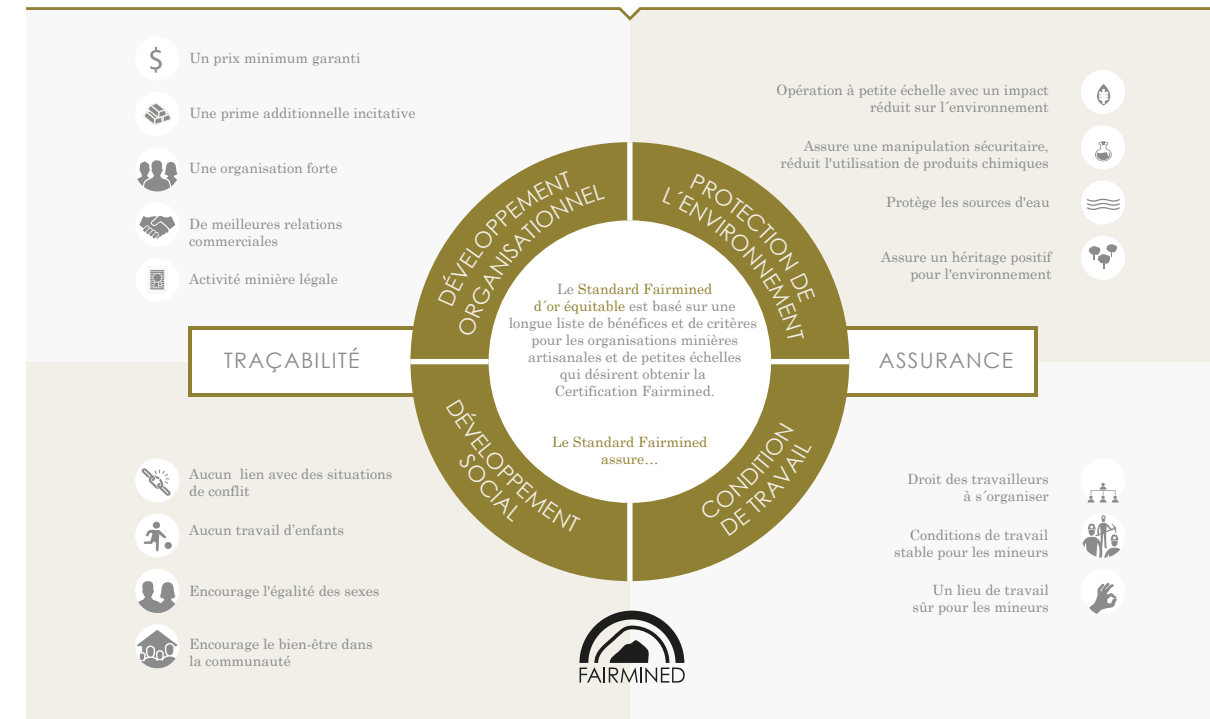 $
Un prix minimum garanti
Une prime additionnelle incitative
Une organisation forte
De meilleures relations
commerciales
Activité minière légale
Opération à petite échelle avec un impact
réduit sur l´environnement
Assure une manipulation sécuritaire,
réduit l'utilisation de produits chimiques
Protège les sources d'eau
Assure un héritage positif
pour l'environnement
DÉVELOPPEMENT
ORGANISATIONNEL
PROTECTION DE
L´ENVIRONNEMENT
TRAÇABILITÉ
Le Standard Fairmined
d´or équitable est basé sur une
longue liste de bénéfices et de critères
pour les organisations minières
artisanales et de petites échelles
qui désirent obtenir la
Certification Fairmined.
Le Standard Fairmined
assure…
ASSURANCE
DÉVELOPPEMENT
SOCIAL
CONDITION
DE TRAVAIL
Aucun lien avec des situations
de conflit
Aucun travail d’enfants
Encourage l'égalité des sexes
Encourage le bien-être dans
la communauté
Droit des travailleurs
à s´organiser
Conditions de travail
stable pour les mineurs
Un lieu de travail
sûr pour les mineurs
FAIRMINED